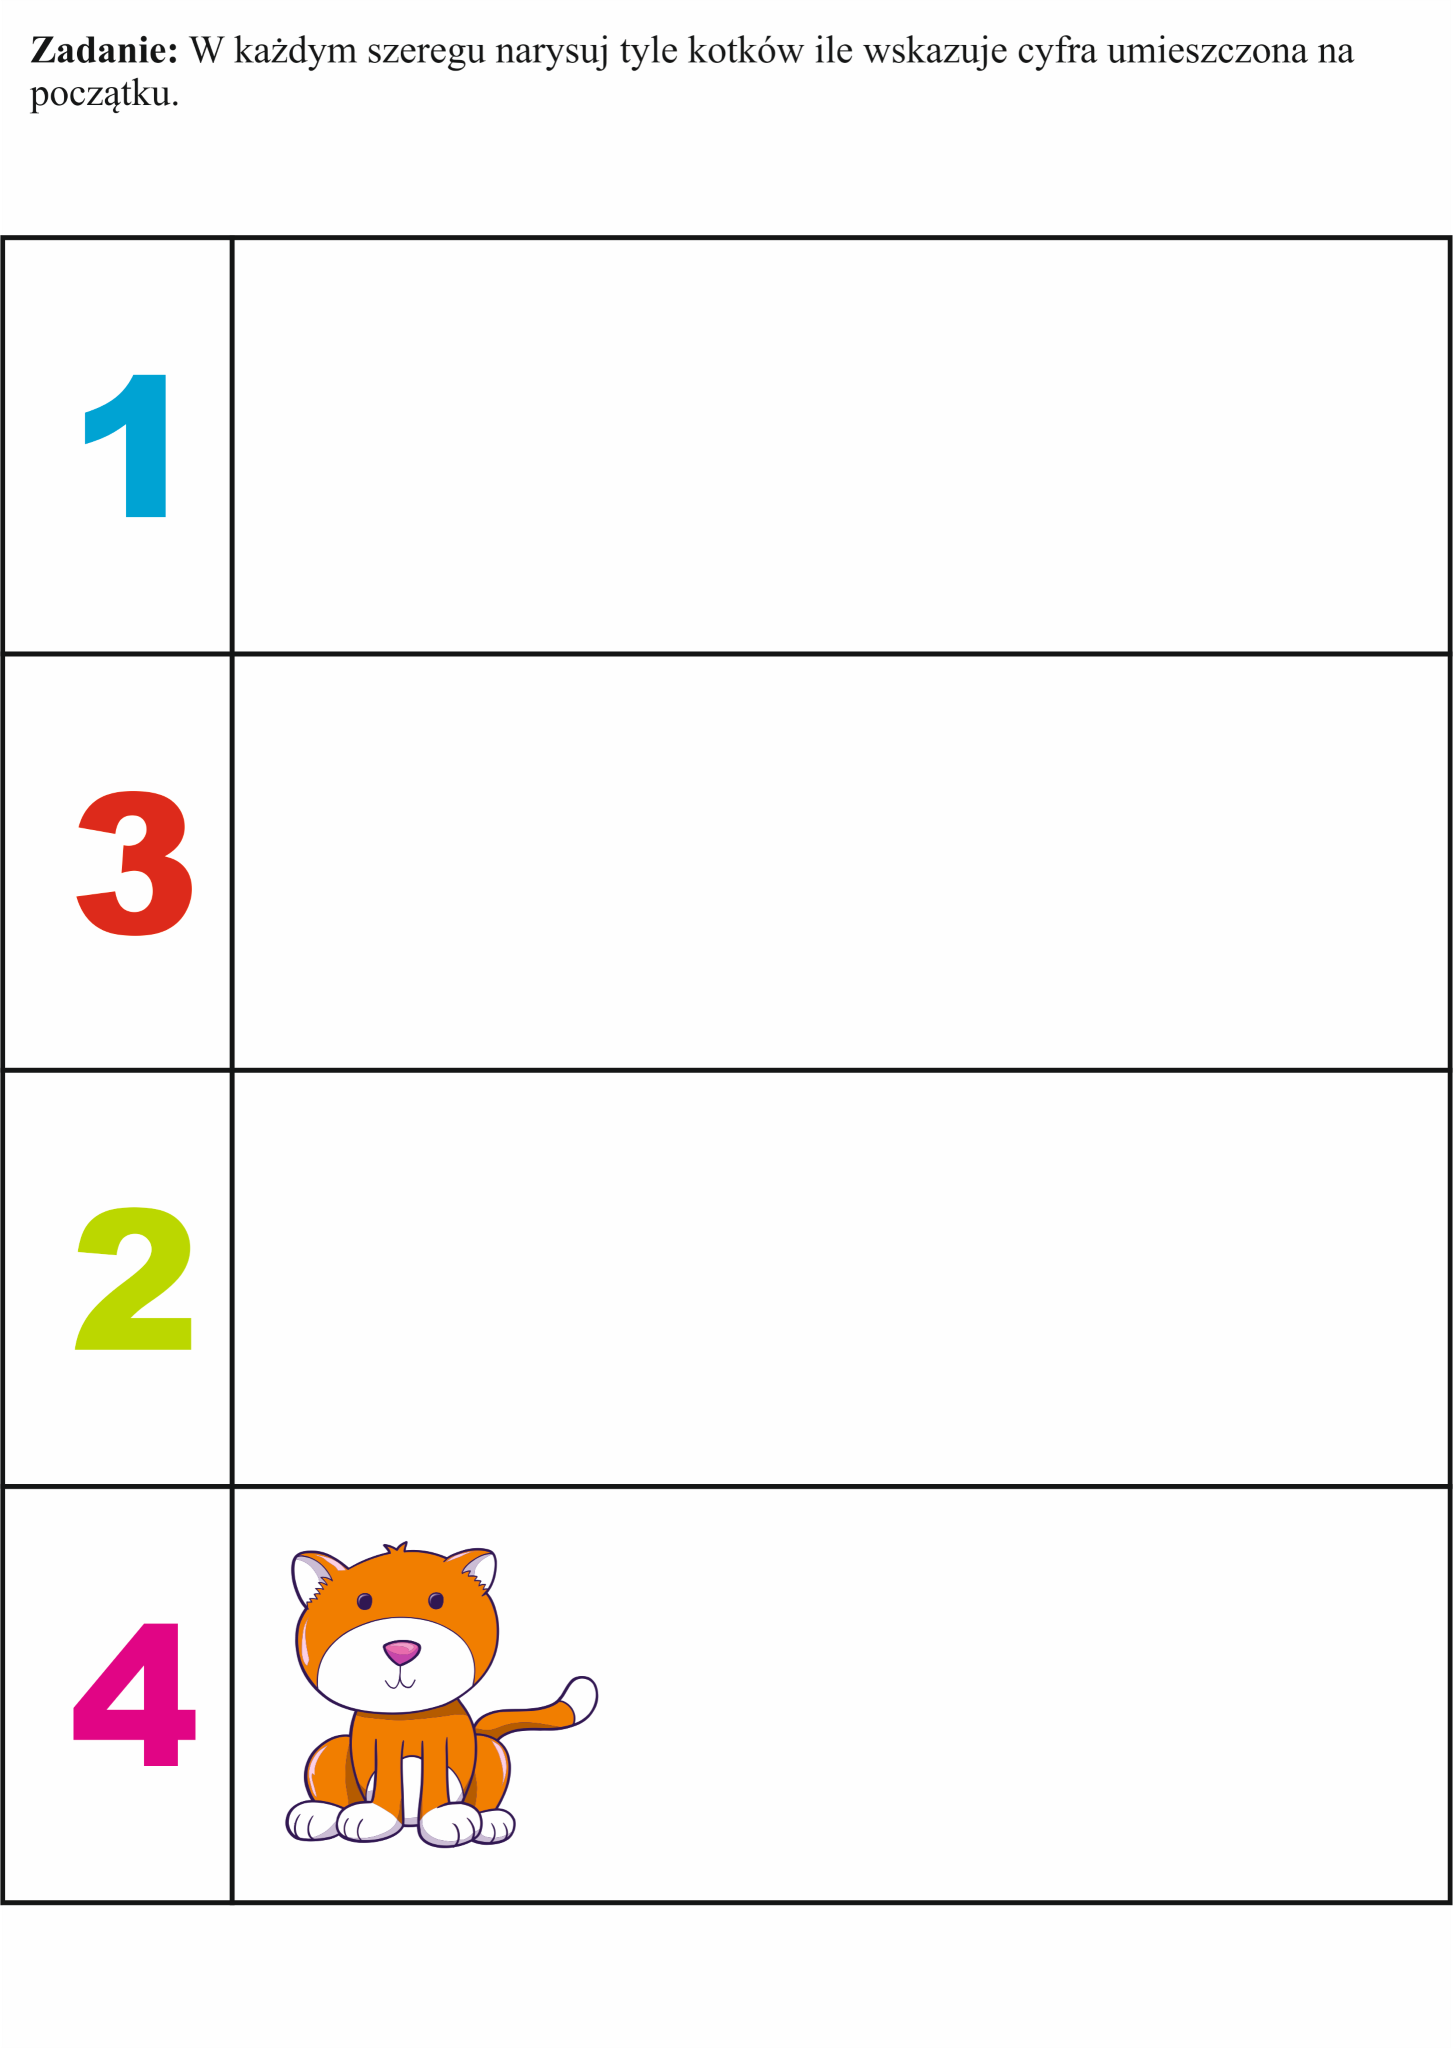 Zadanie: W każdym szeregu narysuj tyle kotków ile wskazuje cyfra umieszczona na
początku.
1
3
2
4